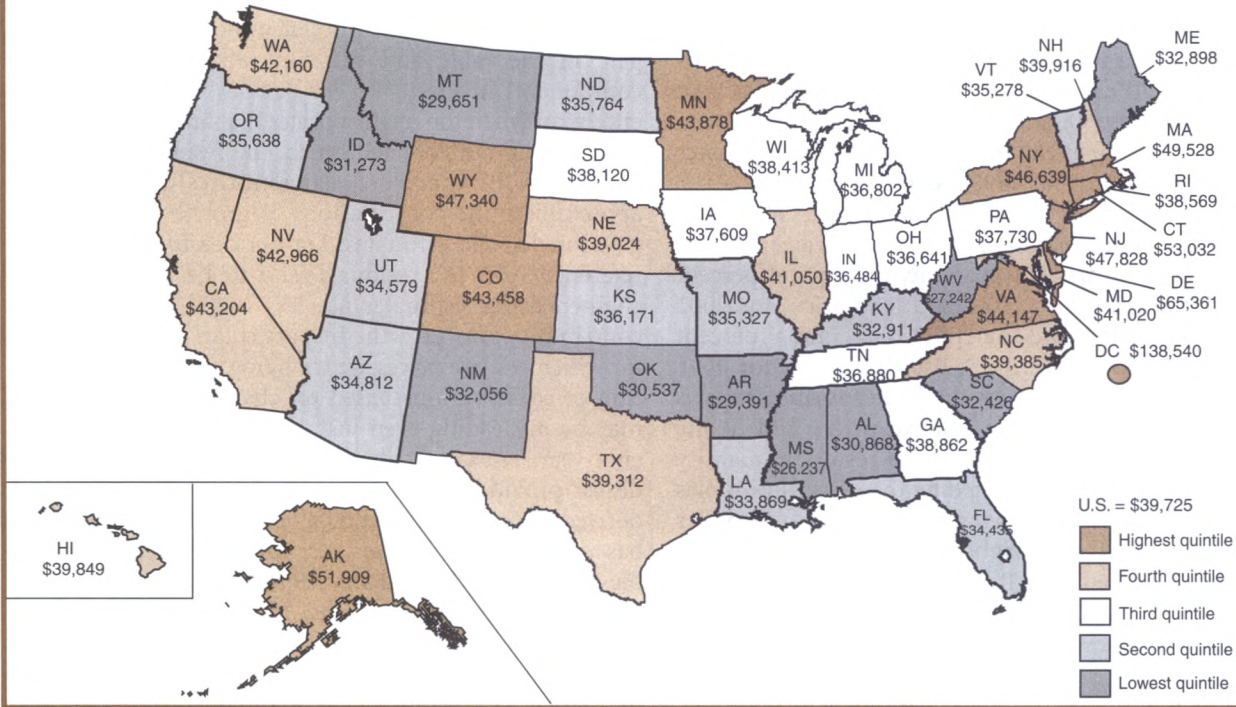 WA
$42,160
OR
$35,638
CA
$43,204
NV
$42,966
ID
$31,273
MT
$29,651
WY
$47,340
UT
$34,579
AZ
$34,812
CO
$43,458
NM
$32,056
ND
$35,764
SD
$38,120
NE
$39,024
KS
$36,171
OK
$30,537
TX
$39,312
MN
$43,878
IA
$37,609
MO
$35,327
AR
$29,391
LA
$33,869
WI
$38,413
IL
$41,050
MI
$36,802
IN
$36,484
OH
$36,641
KY
$32,911
TN
$36,880
MS
$26.237
AL
$30,868
GA
$38,862
FL
$34,435
SC
$32,426
NC
$39,385
VA
$44,147
WV
$27,242
PA
$37,730
NY
$46,639
VT
$35,278
NH
$39,916
ME
$32,898
MA
$49,528
RI
$38,569
CT
$53,032
NJ
$47,828
DE
$65,361
MD
$41,020
DC $138,540
HI
$39,849
AK
$51,909
U.S. = $39,725
Highest quintile
Fourth quintile
Third quintile
Second quintile
Lowest quintile